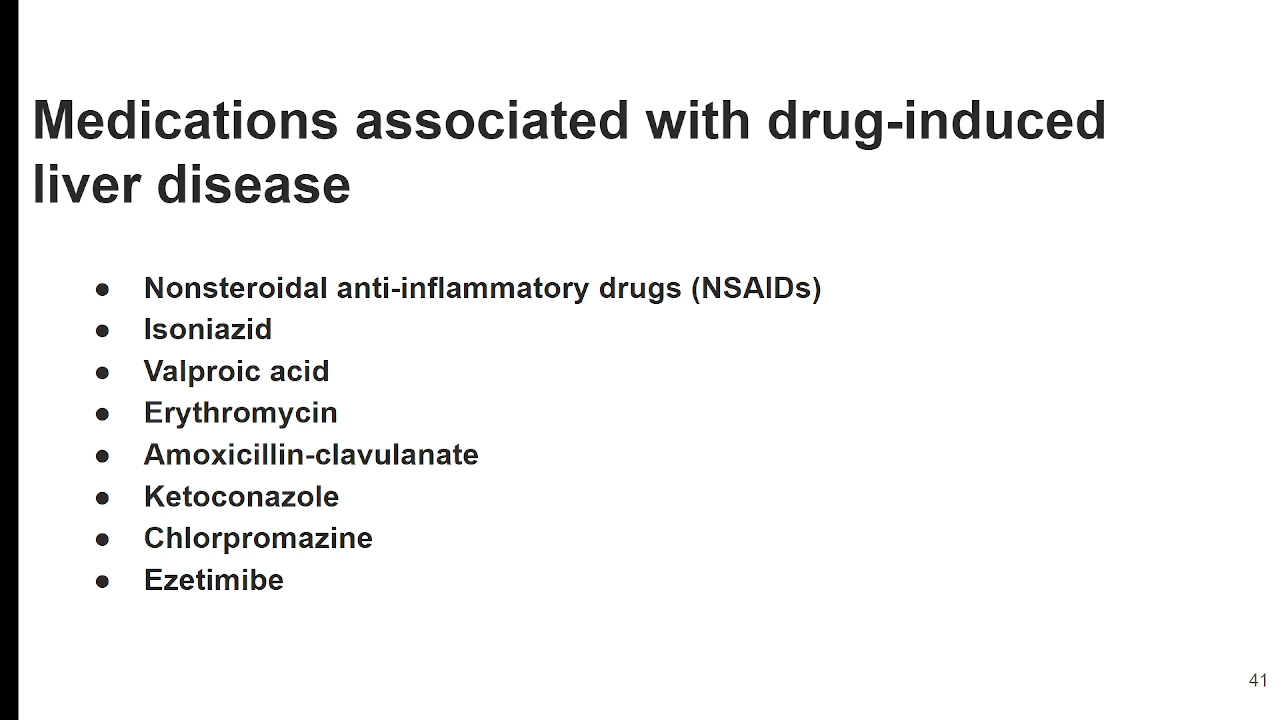 Medications associated with drug-induced
liver disease
● Nonsteroidal anti-inflammatory drugs (NSAIDs)
● Isoniazid
● Valproic acid
● Erythromycin
● Amoxicillin-clavulanate
● Ketoconazole
● Chlorpromazine
● Ezetimibe
41